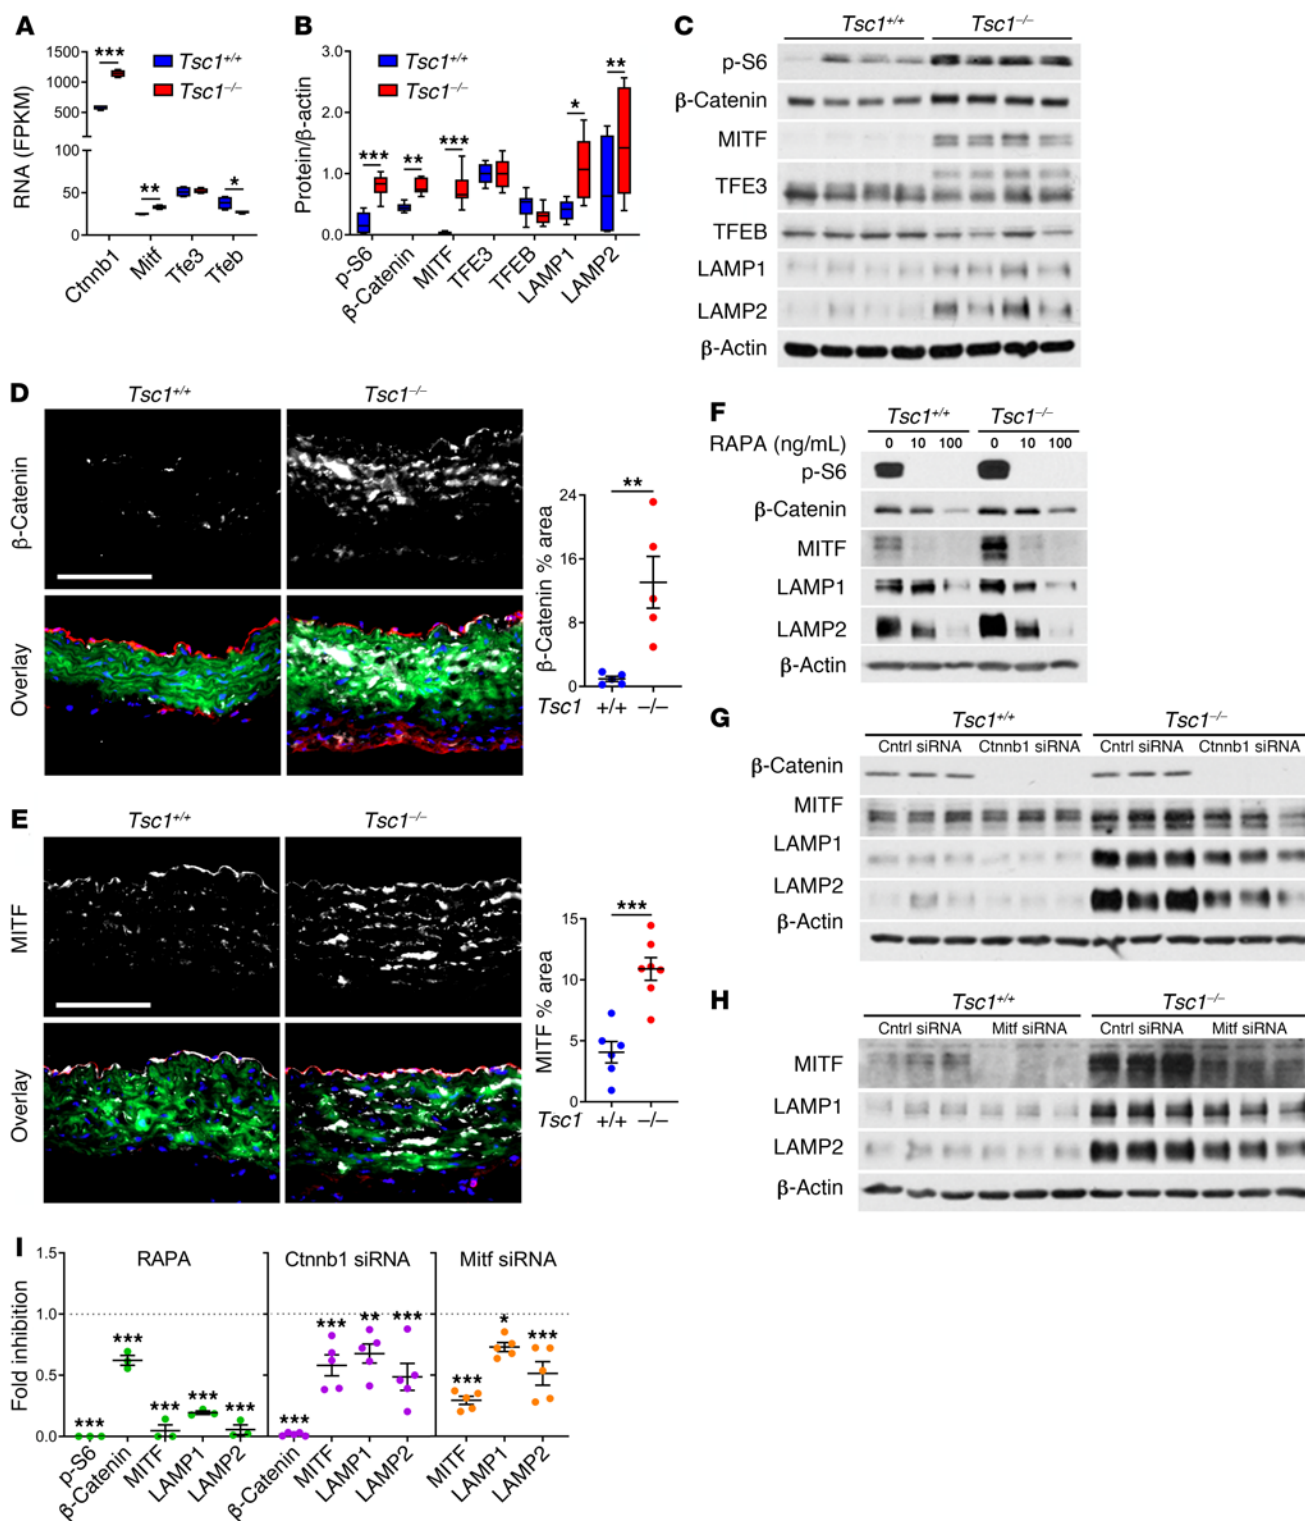 A
RNA (FPKM)
1500
1000
500
100
50
0
***
**
*
Tsc1+/+
Tsc1−/−
Ctnnb1
Mitf
Tfe3
Tfeb
B
Protein/β-actin
3.0
2.0
1.0
0.0
Tsc1+/+
Tsc1−/−
***
**
***
*
**
p-S6
β-Catenin
MITF
TFE3
TFEB
LAMP1
LAMP2
C
Tsc1+/+ Tsc1−/−
p-S6
β-Catenin
MITF
TFE3
TFEB
LAMP1
LAMP2
β-Actin
D
Tsc1+/+ Tsc1−/−
β-Catenin
Overlay
β-Catenin % area
24
16
8
0
**
Tsc1 +/+ −/−
E
Tsc1+/+ Tsc1−/−
MITF
Overlay
MITF % area
15
10
5
0
***
Tsc1 +/+ −/−
F
Tsc1+/+ Tsc1−/−
RAPA (ng/mL) 0 10 100 0 10 100
p-S6
β-Catenin
MITF
LAMP1
LAMP2
β-Actin
G
Tsc1+/+ Tsc1−/−
Cntrl siRNA Ctnnb1 siRNA Cntrl siRNA Ctnnb1 siRNA
β-Catenin
MITF
LAMP1
LAMP2
β-Actin
H
Tsc1+/+ Tsc1−/−
Cntrl siRNA Mitf siRNA Cntrl siRNA Mitf siRNA
MITF
LAMP1
LAMP2
β-Actin
I
Fold inhibition
1.5
1.0
0.5
0.0
RAPA
***
***
***
***
***
p-S6
β-Catenin
MITF
LAMP1
LAMP2
Ctnnb1 siRNA
***
***
**
***
β-Catenin
MITF
LAMP1
LAMP2
Mitf siRNA
***
*
***
MITF
LAMP1
LAMP2